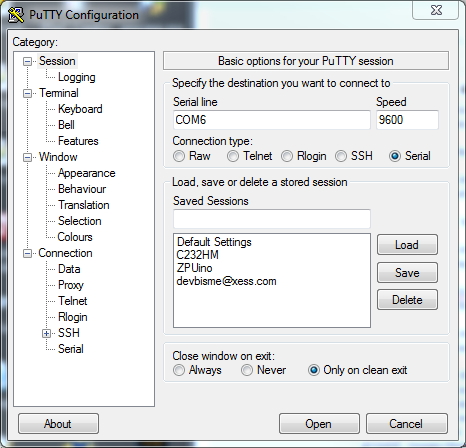 PuTTY Configuration
Category:
Session
Logging
Terminal
Keyboard
Bell
Features
Window
Appearance
Behaviour
Translation
Selection
Colours
Connection
Data
Proxy
Telnet
Rlogin
SSH
Serial
Basic options for your PuTTY session
Specify the destination you want to connect to
Serial line Speed
COM6 9600
Connection type:
Raw Telnet Rlogin SSH Serial
Load, save or delete a stored session
Saved Sessions
Default Settings
C232HM
ZPUino
devbisme@xess.com
Load
Save
Delete
Close window on exit:
Always Never Only on clean exit
About Open Cancel